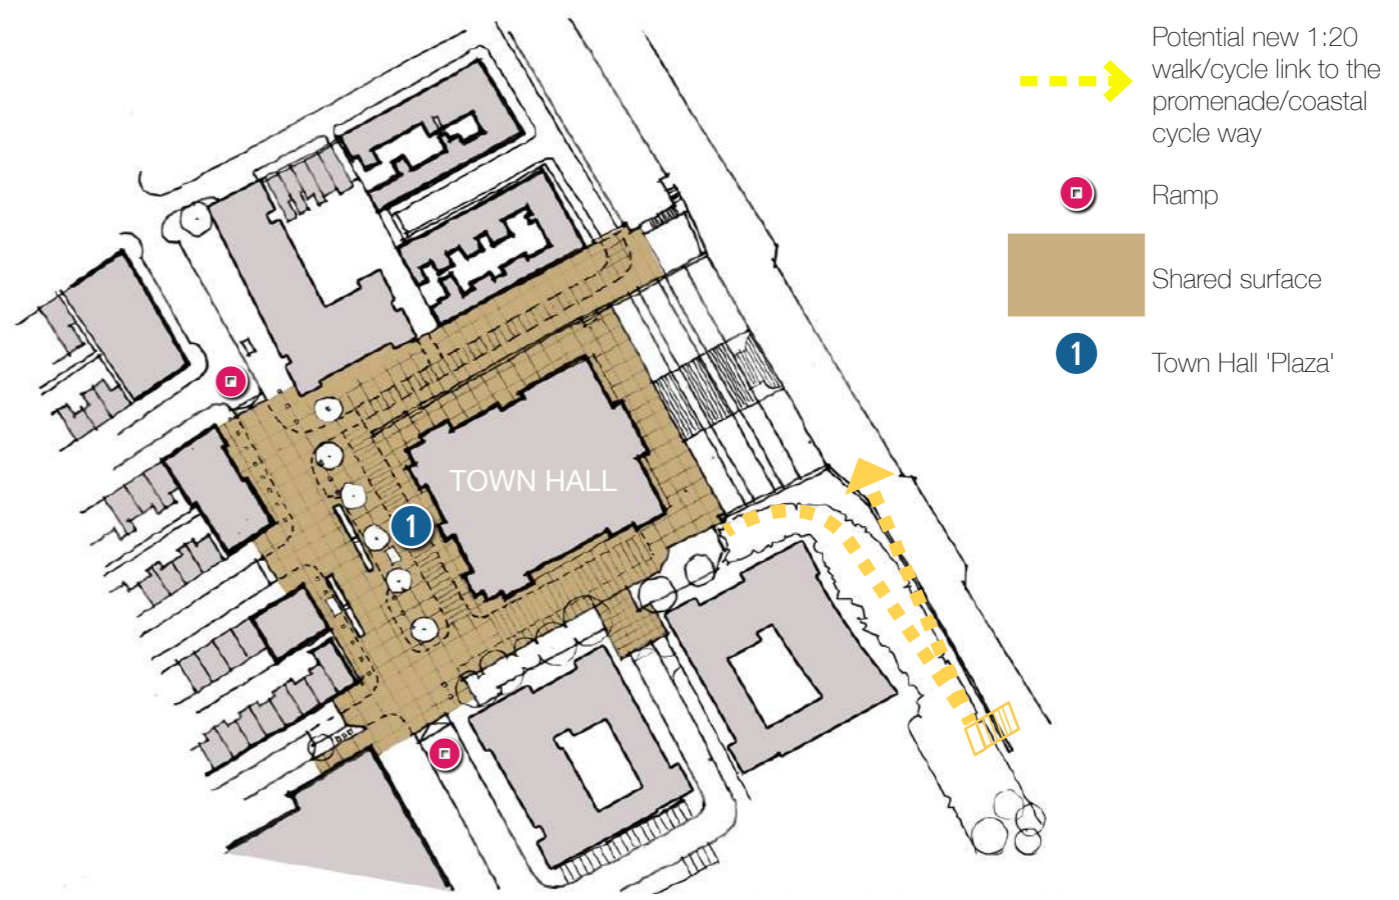 Potential new 1:20
walk/cycle link to the
promenade/coastal
cycle way
Ramp
Shared surface
1
Town Hall 'Plaza'
TOWN HALL
1